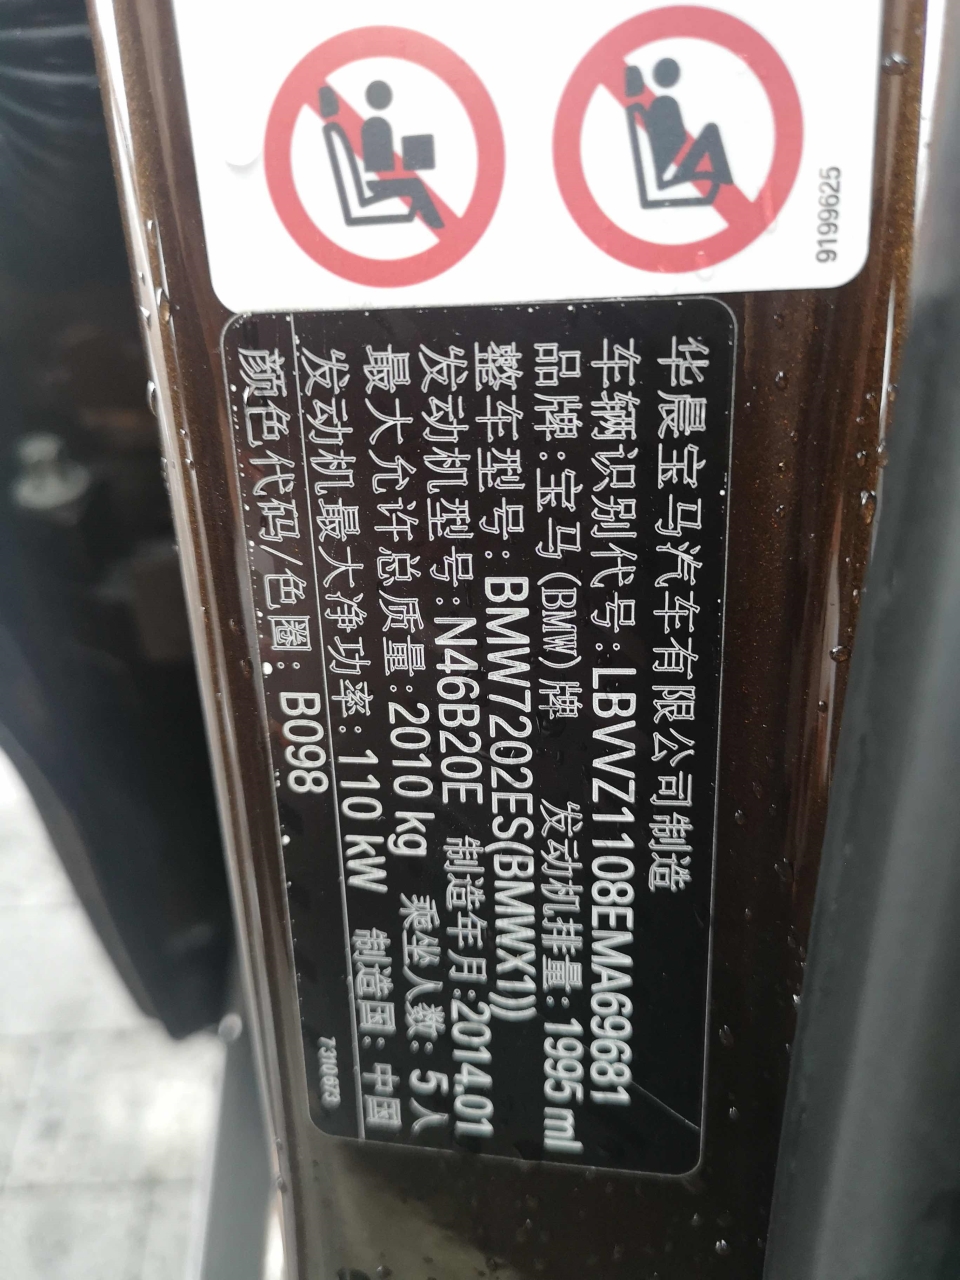 9199625
华晨宝马汽车有限公司制造
车辆识别代号:LBVVZ1108EMA69681
品牌:宝马(BMW)牌 发动机排量:1995 ml
整车型号:BMW7202ES(BMWX1))
发动机型号:N46B20E 制造年月:2014.01
最大允许总质量:2010 kg 乘坐人数:5人
发动机最大净功率:110 kW 制造国:中国
颜色代码/色圈:B098
7310673